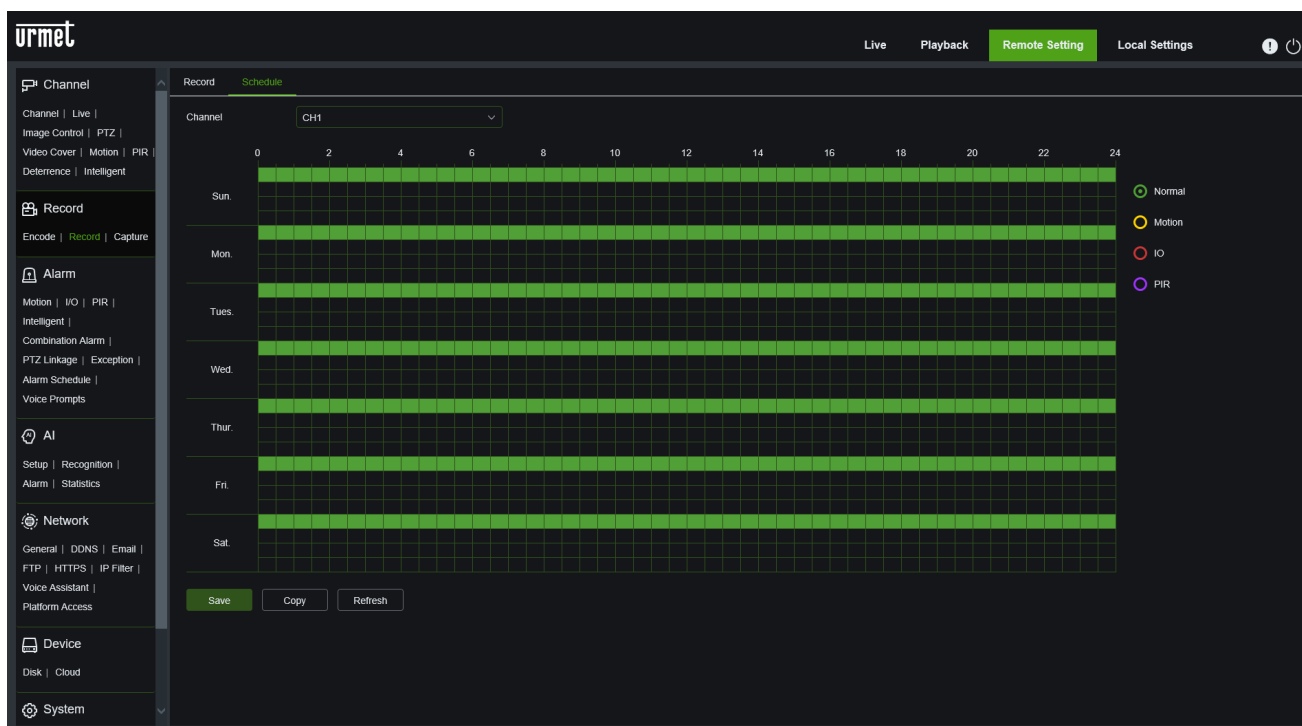 urmet
Live Playback Remote Setting Local Settings
Channel
Channel | Live |
Image Control | PTZ |
Video Cover | Motion | PIR |
Deterrence | Intelligent
Record
Encode | Record | Capture
Alarm
Motion | I/O | PIR |
Intelligent |
Combination Alarm |
PTZ Linkage | Exception |
Alarm Schedule |
Voice Prompts
AI
Setup | Recognition |
Alarm | Statistics
Network
General | DDNS | Email |
FTP | HTTPS | IP Filter |
Voice Assistant |
Platform Access
Device
Disk | Cloud
System
Record Schedule
Channel CH1
0 2 4 6 8 10 12 14 16 18 20 22 24
Sun.
Mon.
Tues.
Wed.
Thur.
Fri.
Sat.
Normal
Motion
IO
PIR
Save Copy Refresh